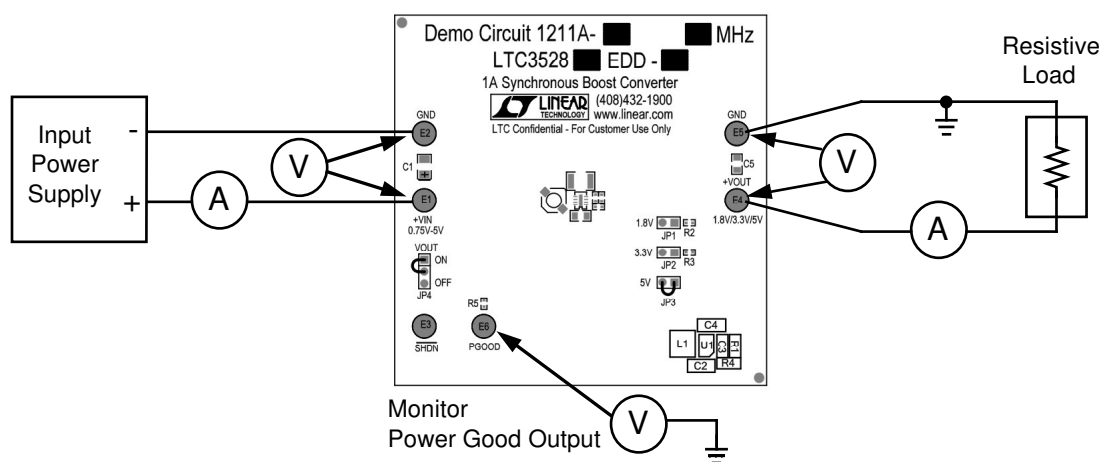 Demo Circuit 1211A- MHz
LTC3528 EDD -
1A Synchronous Boost Converter
LINEAR TECHNOLOGY
(408)432-1900
www.linear.com
LTC Confidential - For Customer Use Only
Input
Power
Supply
-
+
A
V
GND
E2
C1
E1
+VIN
0.75V-5V
VOUT
ON
OFF
JP4
E3
SHDN
R5
E6
PGOOD
1.8V
JP1
R2
3.3V
JP2
R3
5V
JP3
C4
L1
U1
C3
R1
C2
R4
GND
E5
C5
+VOUT
E4
1.8V/3.3V/5V
V
A
Resistive
Load
Monitor
Power Good Output
V